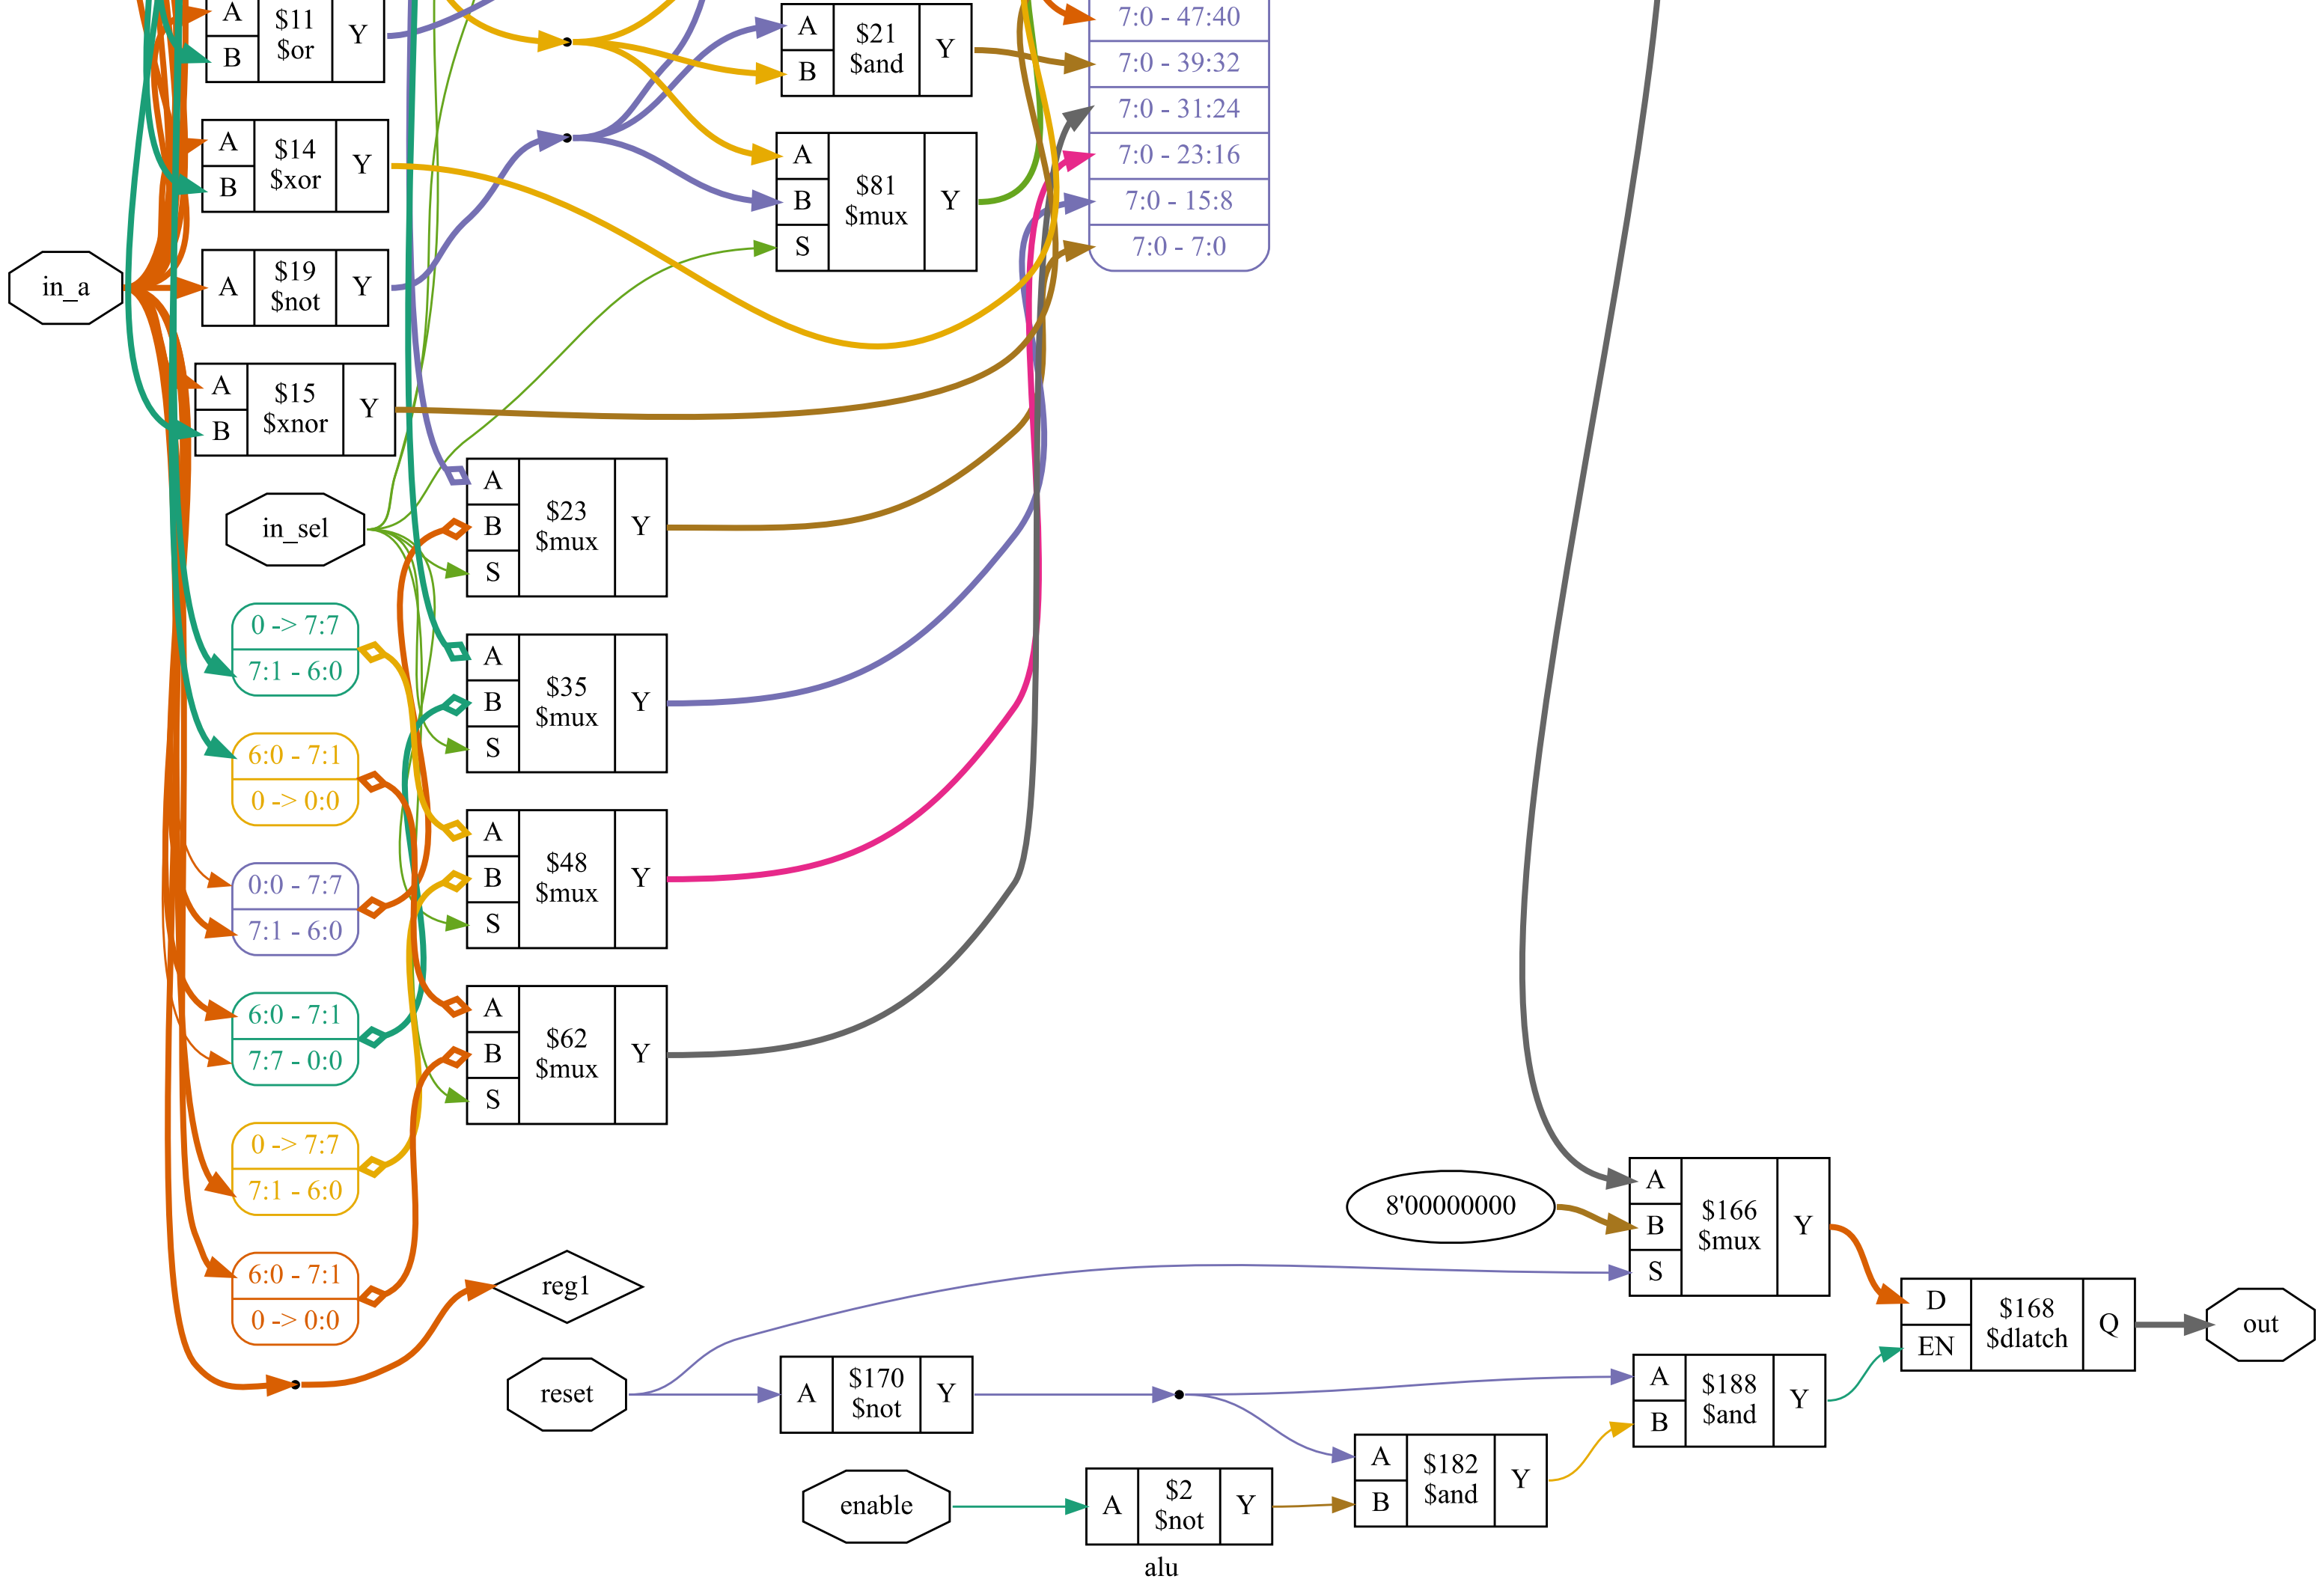 A
B
$11
$or
Y
A
B
$14
$xor
Y
in_a
A
$19
$not
Y
A
B
$15
$xnor
Y
A
B
$21
$and
Y
A
B
S
$81
$mux
Y
7:0 - 47:40
7:0 - 39:32
7:0 - 31:24
7:0 - 23:16
7:0 - 15:8
7:0 - 7:0
in_sel
A
B
S
$23
$mux
Y
0 -> 7:7
7:1 - 6:0
A
B
S
$35
$mux
Y
6:0 - 7:1
0 -> 0:0
A
B
S
$48
$mux
Y
0:0 - 7:7
7:1 - 6:0
6:0 - 7:1
7:7 - 0:0
A
B
S
$62
$mux
Y
0 -> 7:7
7:1 - 6:0
6:0 - 7:1
0 -> 0:0
reg1
8'00000000
A
B
S
$166
$mux
Y
D
EN
$168
$dlatch
Q
out
reset
A
$170
$not
Y
A
B
$188
$and
Y
enable
A
$2
$not
Y
A
B
$182
$and
Y
alu